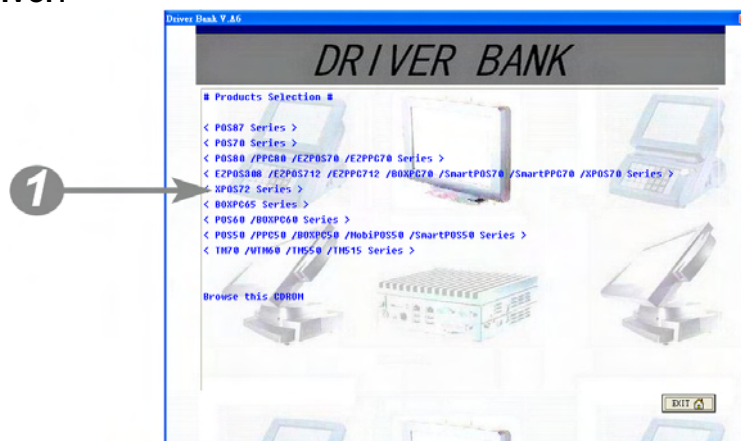 Driver Bank V.A6
DRIVER BANK
# Products Selection #
< POS87 Series >
< POS70 Series >
< POS80 /PPC80 /EZPOS70 /EZPPC70 Series >
< EZPOS308 /EZPOS712 /EZPPC712 /BOXPC70 /SmartPOS70 /SmartPPC70 /XPOS70 Series >
1
< XPOS72 Series >
< BOXPC65 Series >
< POS60 /BOXPC60 Series >
< POS50 /PPC50 /BOXPC50 /MobiPOS50 /SmartPOS50 Series >
< TM70 /WTM60 /TM550 /TM515 Series >
Browse this CDROM
EXIT